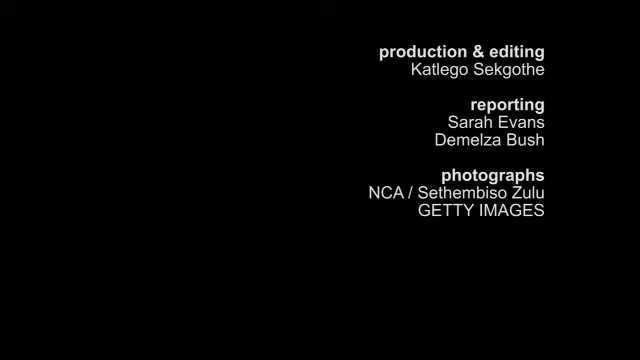 production & editing
Katlego Sekgothe
reporting
Sarah Evans
Demelza Bush
photographs
NCA / Sethembiso Zulu
GETTY IMAGES